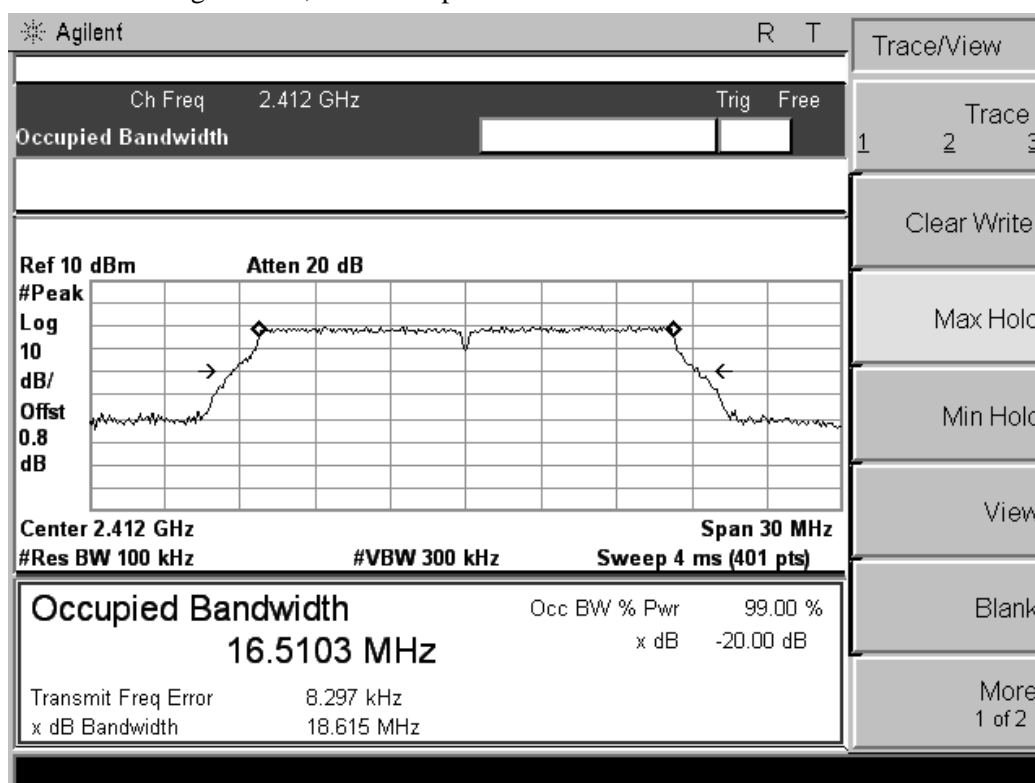 Agilent R T
Trace/View
Ch Freq 2.412 GHz Trig Free
Occupied Bandwidth
Trace
1 2 3
Clear Write
Ref 10 dBm Atten 20 dB
#Peak
Log
10
dB/
Offst
0.8
dB
Max Hold
Min Hold
Center 2.412 GHz Span 30 MHz
#Res BW 100 kHz #VBW 300 kHz Sweep 4 ms (401 pts)
View
Occupied Bandwidth Occ BW % Pwr 99.00 %
16.5103 MHz x dB -20.00 dB
Blank
Transmit Freq Error 8.297 kHz
x dB Bandwidth 18.615 MHz
More
1 of 2